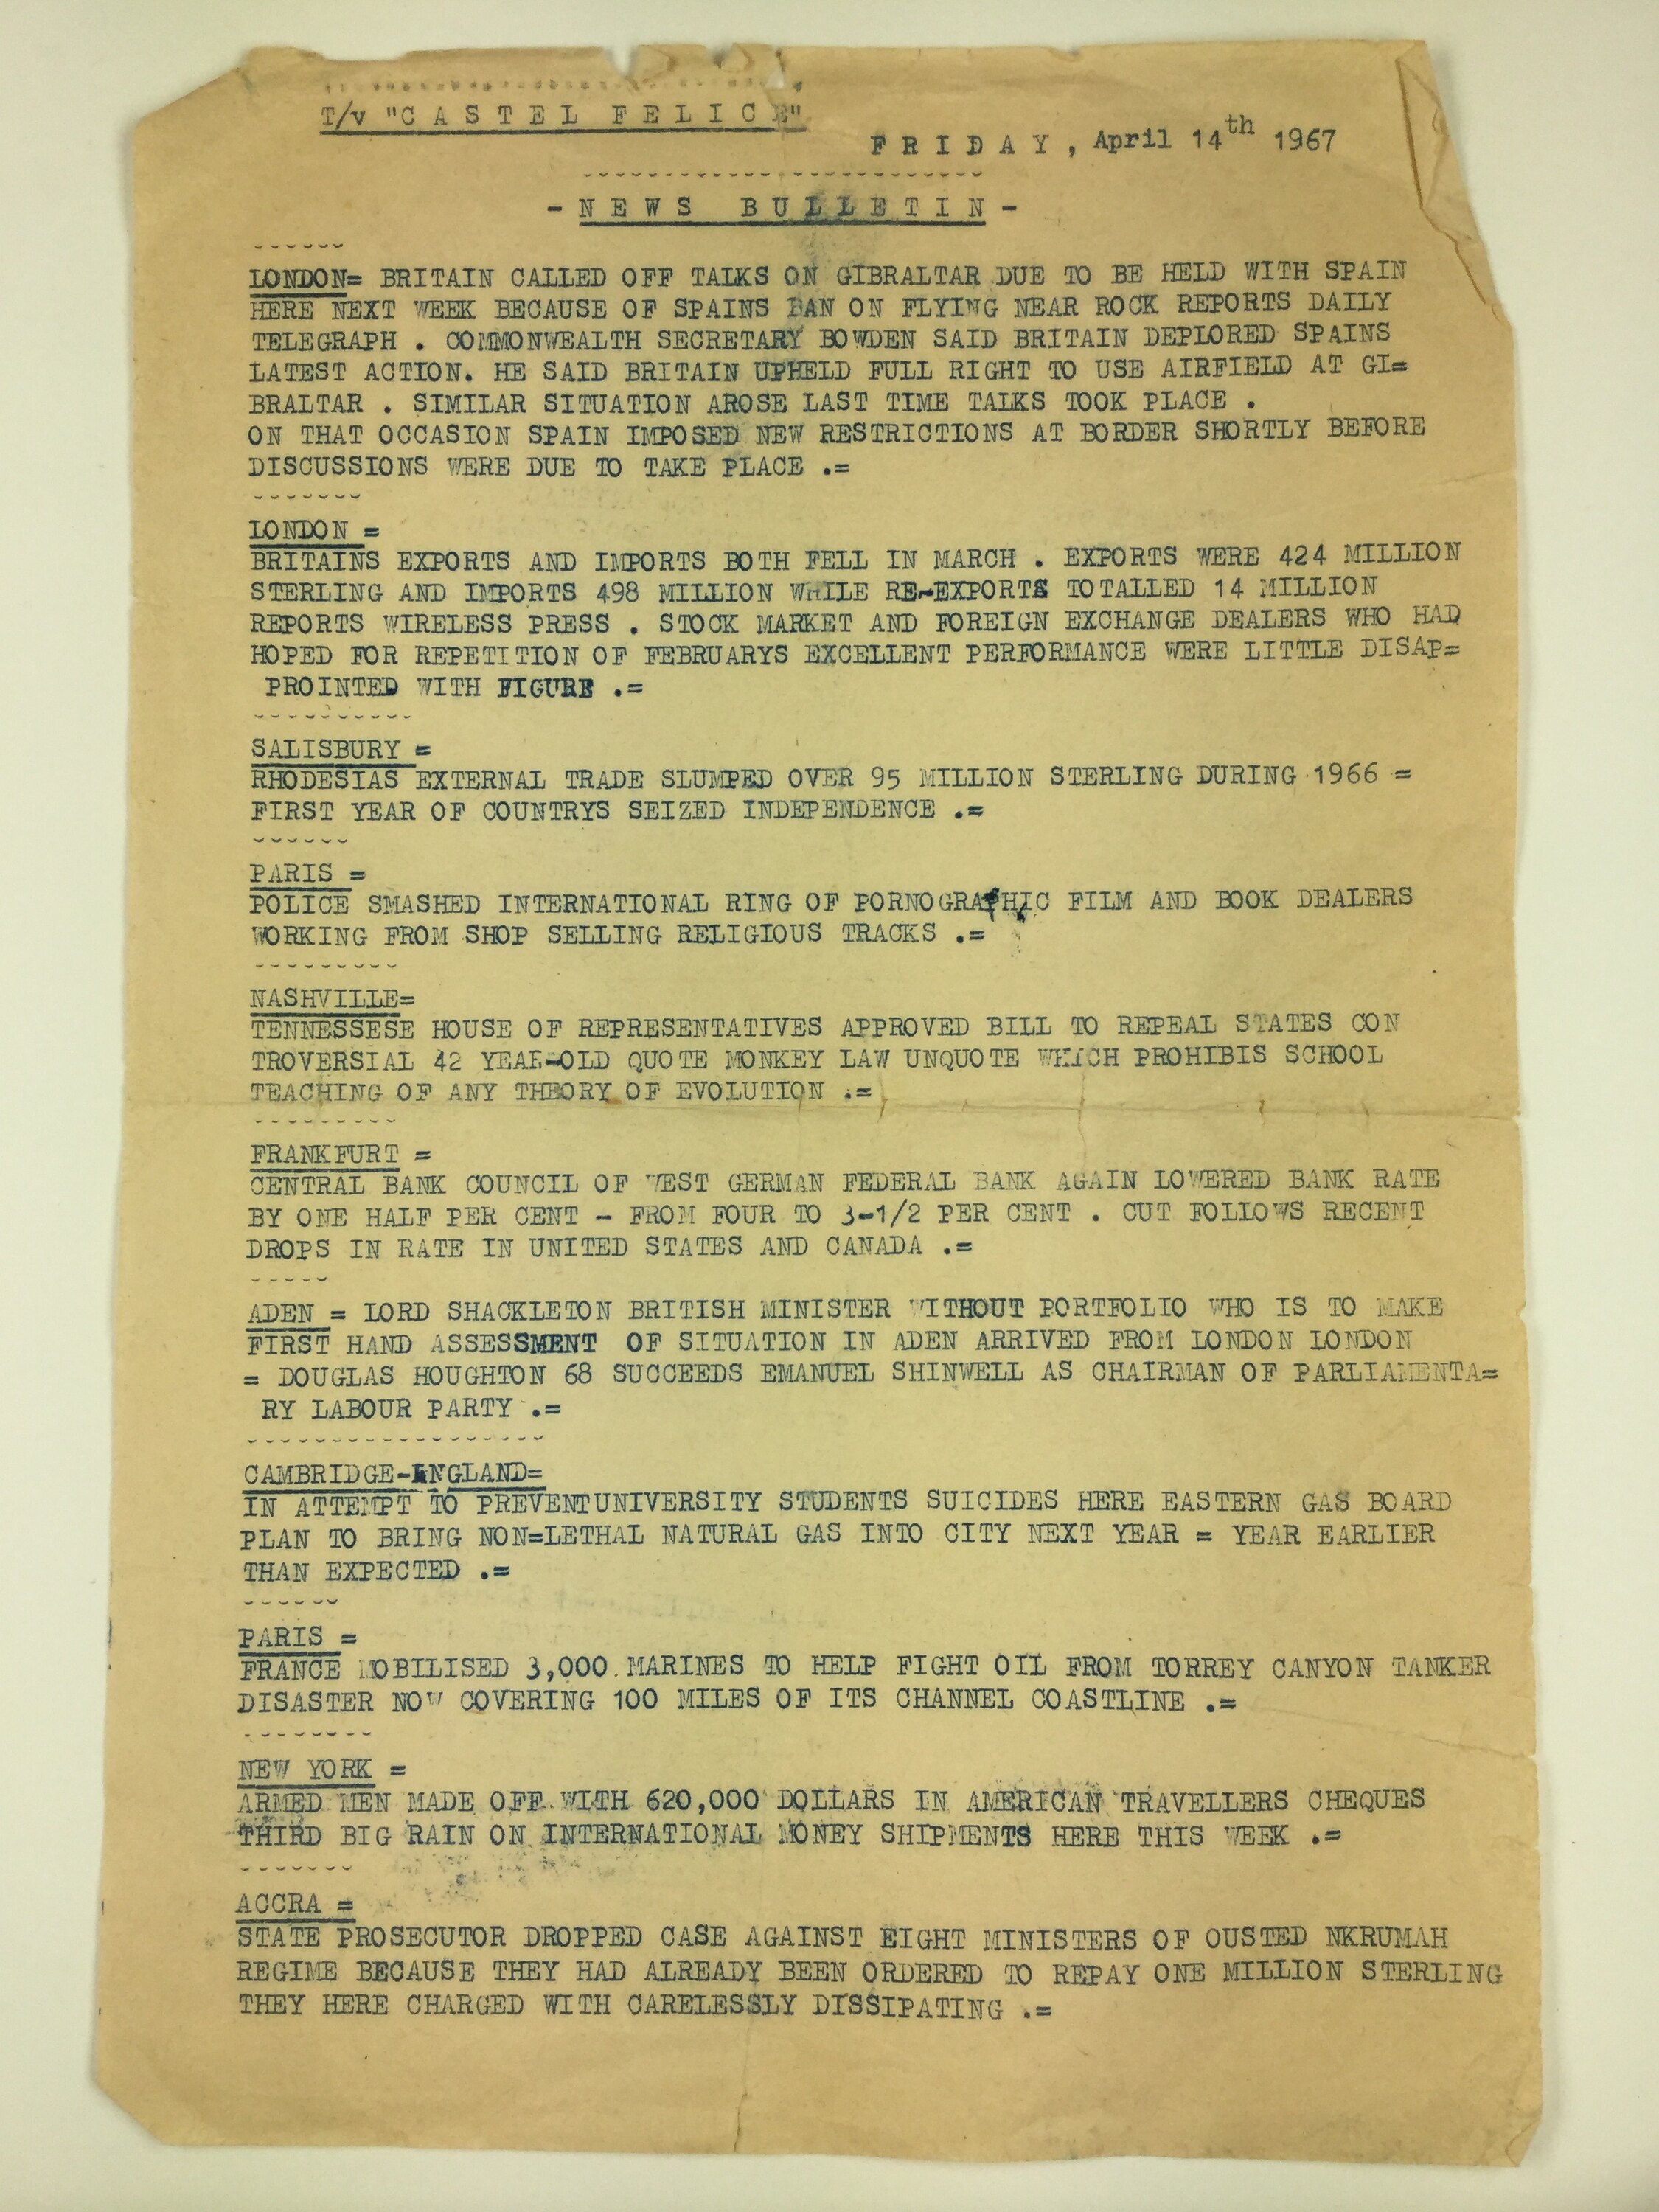 T/v "C A S T E L F E L I C E"
F R I D A Y , April 14th 1967
- N E W S B U L L E T I N -
LONDON= BRITAIN CALLED OFF TALKS ON GIBRALTAR DUE TO BE HELD WITH SPAIN
HERE NEXT WEEK BECAUSE OF SPAINS BAN ON FLYING NEAR ROCK REPORTS DAILY
TELEGRAPH . COMMONWEALTH SECRETARY BOWDEN SAID BRITAIN DEPLORED SPAINS
LATEST ACTION. HE SAID BRITAIN UPHELD FULL RIGHT TO USE AIRFIELD AT GI=
BRALTAR . SIMILAR SITUATION AROSE LAST TIME TALKS TOOK PLACE .
ON THAT OCCASION SPAIN IMPOSED NEW RESTRICTIONS AT BORDER SHORTLY BEFORE
DISCUSSIONS WERE DUE TO TAKE PLACE .=
LONDON =
BRITAINS EXPORTS AND IMPORTS BOTH FELL IN MARCH . EXPORTS WERE 424 MILLION
STERLING AND IMPORTS 498 MILLION WHILE RE-EXPORTS TOTALLED 14 MILLION
REPORTS WIRELESS PRESS . STOCK MARKET AND FOREIGN EXCHANGE DEALERS WHO HAD
HOPED FOR REPETITION OF FEBRUARYS EXCELLENT PERFORMANCE WERE LITTLE DISAP=
PROINTED WITH FIGURE .=
SALISBURY =
RHODESIAS EXTERNAL TRADE SLUMPED OVER 95 MILLION STERLING DURING 1966 =
FIRST YEAR OF COUNTRYS SEIZED INDEPENDENCE .=
PARIS =
POLICE SMASHED INTERNATIONAL RING OF PORNOGRAPHIC FILM AND BOOK DEALERS
WORKING FROM SHOP SELLING RELIGIOUS TRACKS .=
NASHVILLE=
TENNESSESE HOUSE OF REPRESENTATIVES APPROVED BILL TO REPEAL STATES CON
TROVERSIAL 42 YEAR-OLD QUOTE MONKEY LAW UNQUOTE WHICH PROHIBIS SCHOOL
TEACHING OF ANY THEORY OF EVOLUTION .=
FRANKFURT =
CENTRAL BANK COUNCIL OF WEST GERMAN FEDERAL BANK AGAIN LOWERED BANK RATE
BY ONE HALF PER CENT - FROM FOUR TO 3-1/2 PER CENT . CUT FOLLOWS RECENT
DROPS IN RATE IN UNITED STATES AND CANADA .=
ADEN = LORD SHACKLETON BRITISH MINISTER WITHOUT PORTFOLIO WHO IS TO MAKE
FIRST HAND ASSESSMENT OF SITUATION IN ADEN ARRIVED FROM LONDON LONDON
= DOUGLAS HOUGHTON 68 SUCCEEDS EMANUEL SHINWELL AS CHAIRMAN OF PARLIAMENTA=
RY LABOUR PARTY .=
CAMBRIDGE-ENGLAND=
IN ATTEMPT TO PREVENTUNIVERSITY STUDENTS SUICIDES HERE EASTERN GAS BOARD
PLAN TO BRING NON=LETHAL NATURAL GAS INTO CITY NEXT YEAR = YEAR EARLIER
THAN EXPECTED .=
PARIS =
FRANCE MOBILISED 3,000 MARINES TO HELP FIGHT OIL FROM TORREY CANYON TANKER
DISASTER NOW COVERING 100 MILES OF ITS CHANNEL COASTLINE .=
NEW YORK =
ARMED MEN MADE OFF WITH 620,000 DOLLARS IN AMERICAN TRAVELLERS CHEQUES
THIRD BIG RAIN ON INTERNATIONAL MONEY SHIPMENTS HERE THIS WEEK .=
ACCRA =
STATE PROSECUTOR DROPPED CASE AGAINST EIGHT MINISTERS OF OUSTED NKRUMAH
REGIME BECAUSE THEY HAD ALREADY BEEN ORDERED TO REPAY ONE MILLION STERLING
THEY HERE CHARGED WITH CARELESSLY DISSIPATING .=